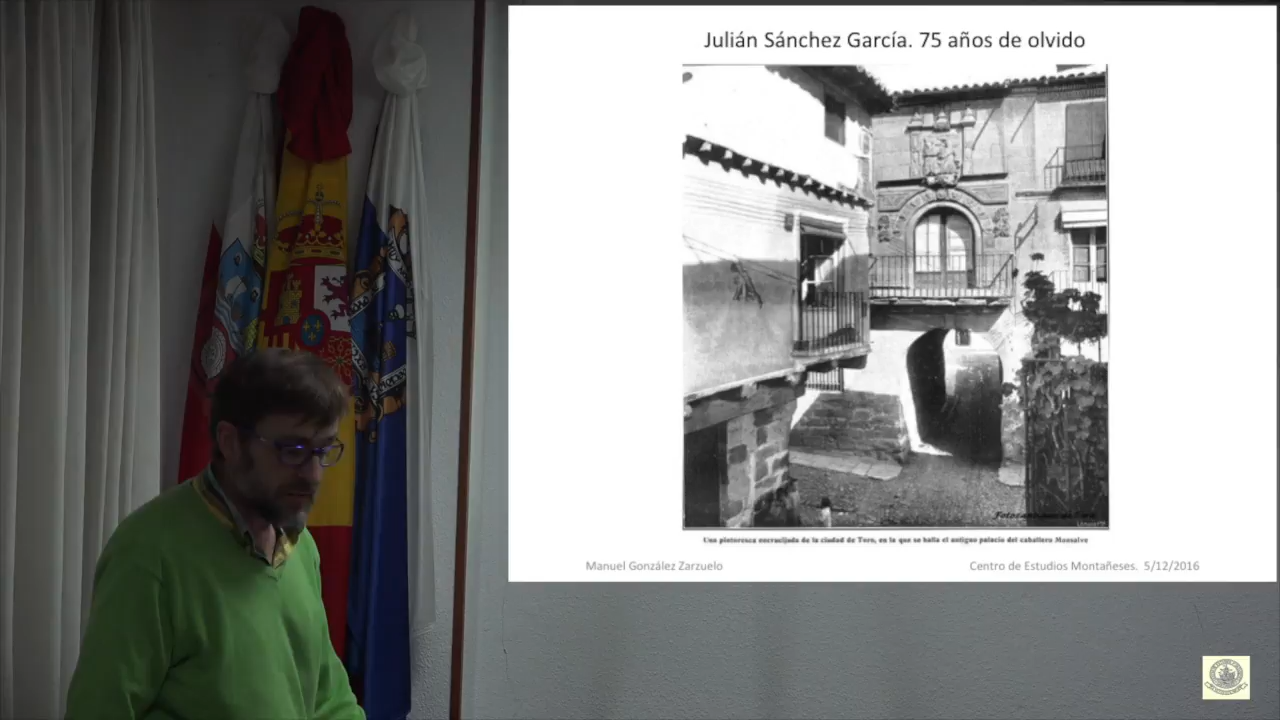 Julián Sánchez García. 75 años de olvido
Una pintoresca encrucijada de la ciudad de Toro, en la que se halla el antiguo palacio del caballero Monsalve
Manuel González Zarzuelo
Centro de Estudios Montañeses. 5/12/2016